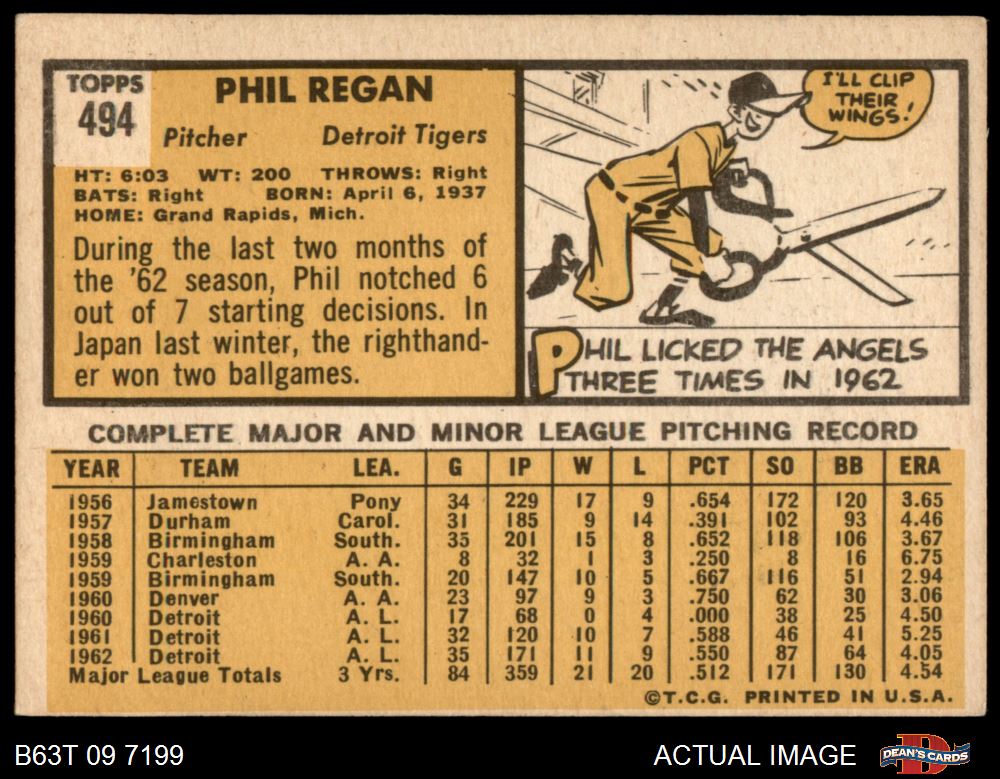 TOPPS
494
PHIL REGAN
Pitcher Detroit Tigers
HT: 6:03 WT: 200 THROWS: Right
BATS: Right BORN: April 6, 1937
HOME: Grand Rapids, Mich.
During the last two months of
the '62 season, Phil notched 6
out of 7 starting decisions. In
Japan last winter, the righthand-
er won two ballgames.
I'LL CLIP
THEIR
WINGS!
PHIL LICKED THE ANGELS
THREE TIMES IN 1962
COMPLETE MAJOR AND MINOR LEAGUE PITCHING RECORD
YEAR TEAM LEA. G IP W L PCT SO BB ERA
1956 Jamestown Pony 34 229 17 9 .654 172 120 3.65
1957 Durham Carol. 31 185 9 14 .391 102 93 4.46
1958 Birmingham South. 35 201 15 8 .652 118 106 3.67
1959 Charleston A. A. 8 32 1 3 .250 8 16 6.75
1959 Birmingham South. 20 147 10 5 .667 116 51 2.94
1960 Denver A. A. 23 97 9 3 .750 62 30 3.06
1960 Detroit A. L. 17 68 0 4 .000 38 25 4.50
1961 Detroit A. L. 32 120 10 7 .588 46 41 5.25
1962 Detroit A. L. 35 171 11 9 .550 87 64 4.05
Major League Totals 3 Yrs. 84 359 21 20 .512 171 130 4.54
©T.C.G. PRINTED IN U.S.A.
B63T 09 7199 ACTUAL IMAGE DEAN'S CARDS